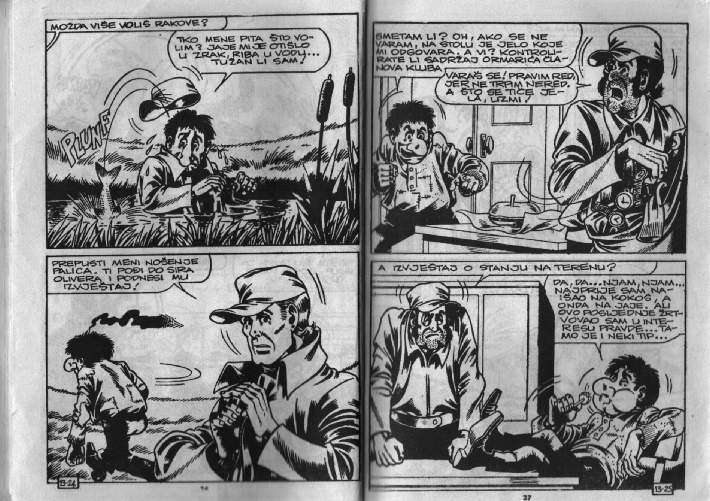 MOŽDA VIŠE VOLIŠ RAKOVE?
TKO MENE PITA ŠTO VO-
LIM? JAJE MI JE OTIŠLO
U ZRAK, RIBA U VODU...
TUŽAN LI SAM!
PLUNF
PREPUSTI MENI NOŠENJE
PALICA. TI POĐI DO SIRA
OLIVERA I PODNESI MU
IZVJEŠTAJ!
13-24
SMETAM LI? OH, AKO SE NE
VARAM, NA STOLU JE JELO KOJE
MI ODGOVARA. A VI? KONTROLI-
RATE LI SADRŽAJ ORMARIĆA ČLA-
NOVA KLUBA
VARAŠ SE! PRAVIM RED,
JER NE TRPIM NERED.
A ŠTO SE TIČE JE-
LA, UZMI!
A IZVJEŠTAJ O STANJU NA TERENU?
DA, DA... NJAM, NJAM...
NAJPRIJE SAM NA-
IŠAO NA KOKOŠ, A
ONDA NA JAJE. ALI
OVO POSLJEDNJE ŽRT-
VOVAO SAM U INTE-
RESU PRAVDE... TA-
MO JE I NEKI TIP...
37
13-25